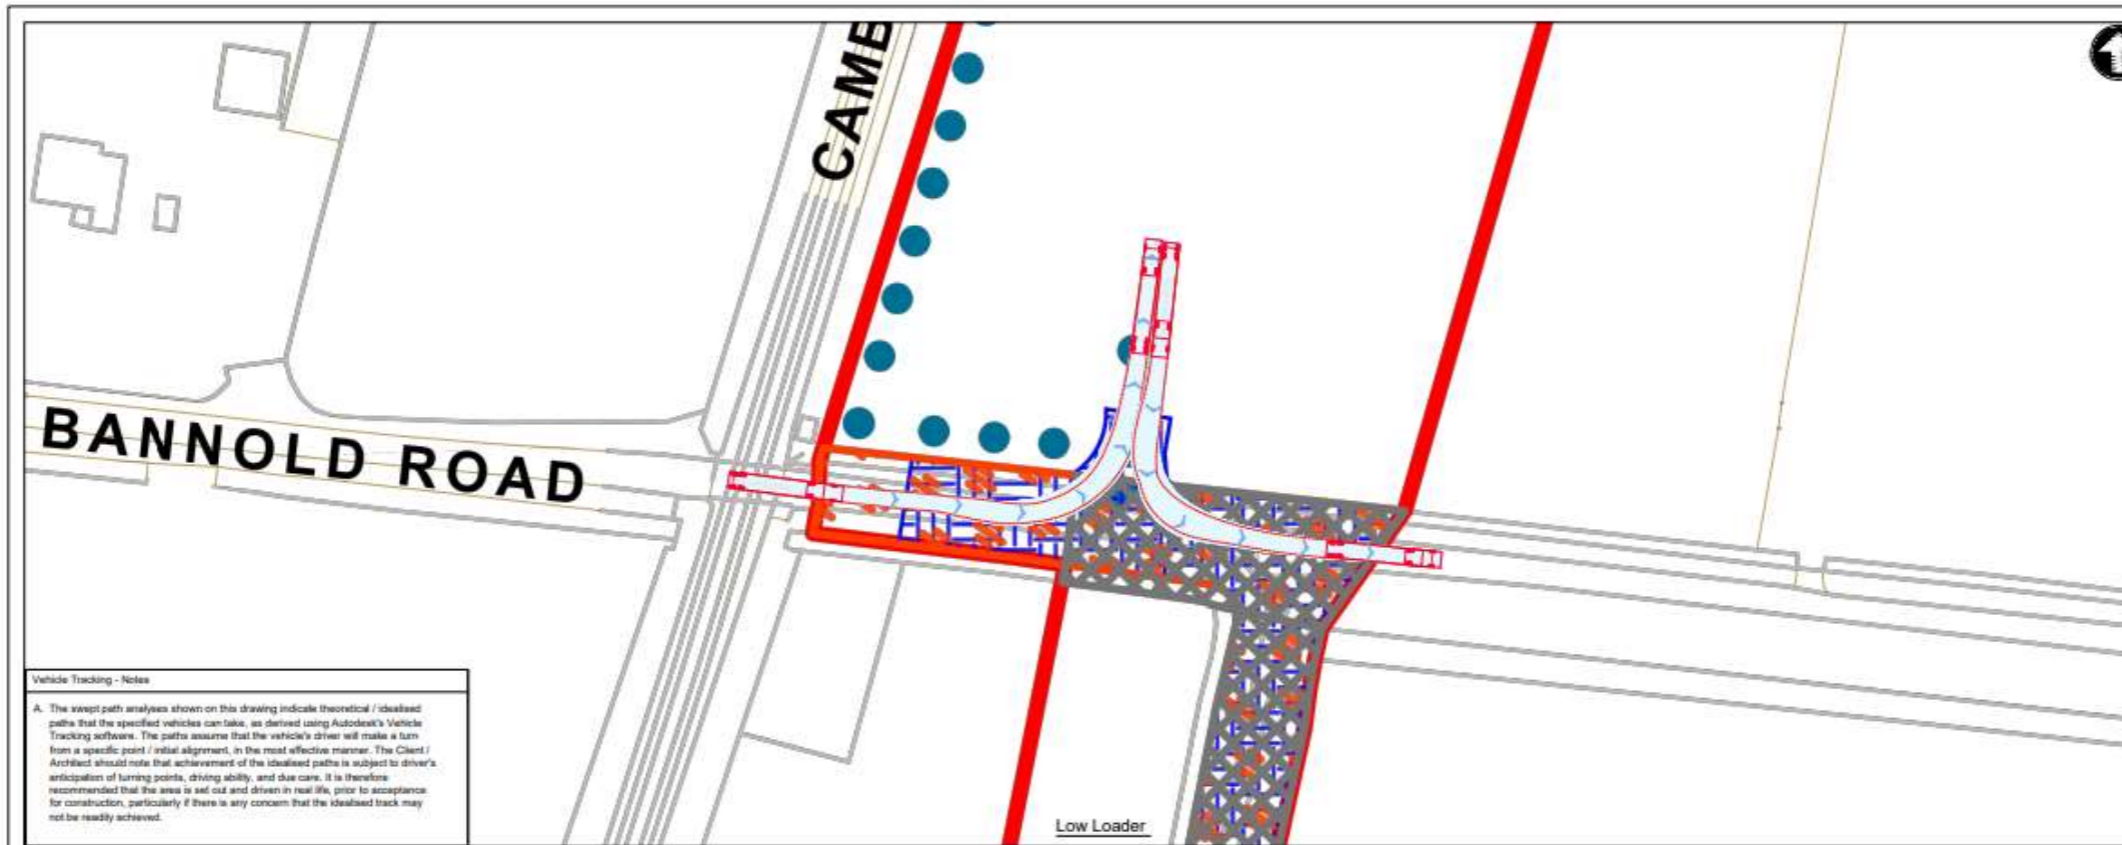 CAMB
BANNOLD ROAD
Vehicle Tracking - Notes
A. The swept path analyses shown on this drawing indicate theoretical / idealised
paths that the specified vehicles can take, as derived using Autodesk's Vehicle
Tracking software. The paths assume that the vehicle's driver will make a turn
from a specific point / initial alignment, in the most effective manner. The Client /
Architect should note that achievement of the idealised paths is subject to driver's
anticipation of turning points, driving ability, and due care. It is therefore
recommended that the area is set out and driven in real life, prior to acceptance
for construction, particularly if there is any concern that the idealised track may
not be readily achieved.
Low Loader